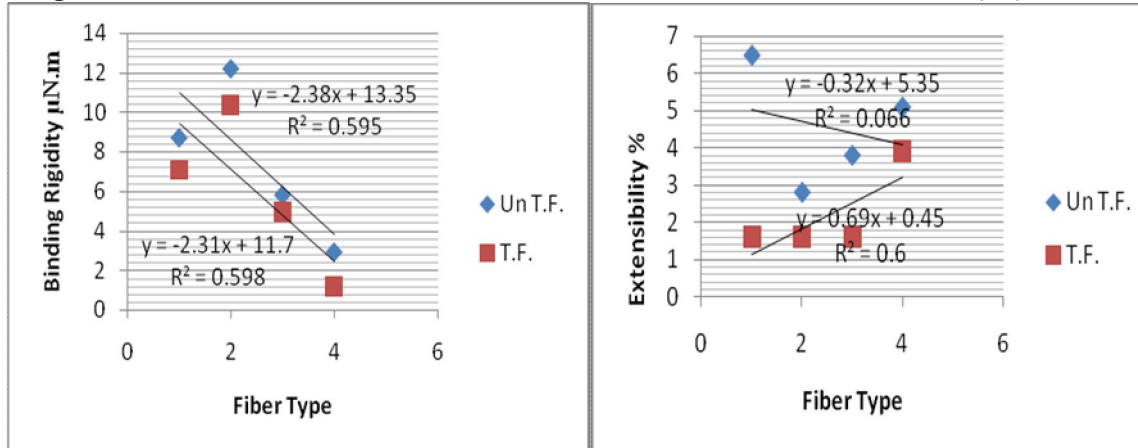 Binding Rigidity µN.m
14
12
10
8
6
4
2
0
y = -2.38x + 13.35
R² = 0.595
y = -2.31x + 11.7
R² = 0.598
0 2 4 6
Fiber Type
Un T.F.
T.F.
Extensibility %
7
6
5
4
3
2
1
0
y = -0.32x + 5.35
R² = 0.066
y = 0.69x + 0.45
R² = 0.6
0 2 4 6
Fiber Type
Un T.F.
T.F.